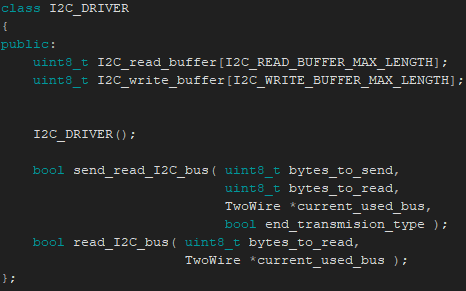 class I2C_DRIVER
{
public:
    uint8_t I2C_read_buffer[I2C_READ_BUFFER_MAX_LENGTH];
    uint8_t I2C_write_buffer[I2C_WRITE_BUFFER_MAX_LENGTH];
    I2C_DRIVER();
    bool send_read_I2C_bus( uint8_t bytes_to_send,
                            uint8_t bytes_to_read,
                            TwoWire *current_used_bus,
                            bool end_transmision_type );
    bool read_I2C_bus( uint8_t bytes_to_read,
                       TwoWire *current_used_bus );
};